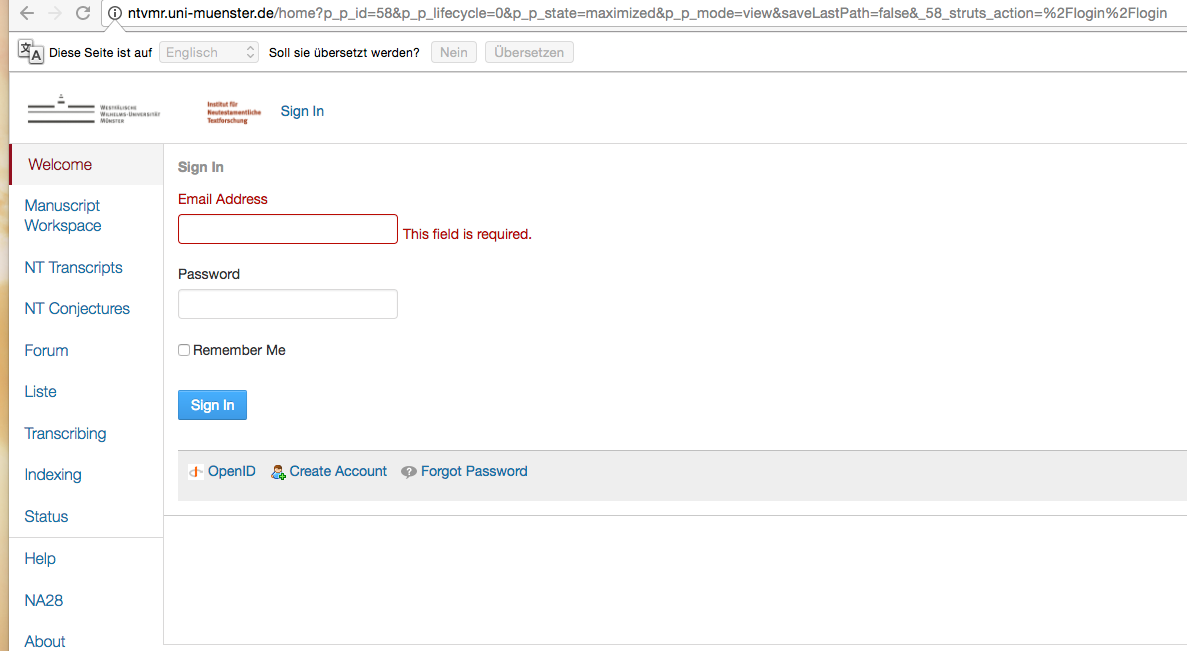 ntvmr.uni-muenster.de/home?p_p_id=58&p_p_lifecycle=0&p_p_state=maximized&p_p_mode=view&saveLastPath=false&_58_struts_action=%2Flogin%2Flogin
Diese Seite ist auf Englisch Soll sie übersetzt werden? Nein Übersetzen
WESTFÄLISCHE
WILHELMS-UNIVERSITÄT
MÜNSTER
Institut für
Neutestamentliche
Textforschung
Sign In
Welcome
Manuscript
Workspace
NT Transcripts
NT Conjectures
Forum
Liste
Transcribing
Indexing
Status
Help
NA28
About
Sign In
Email Address
This field is required.
Password
Remember Me
Sign In
OpenID Create Account Forgot Password